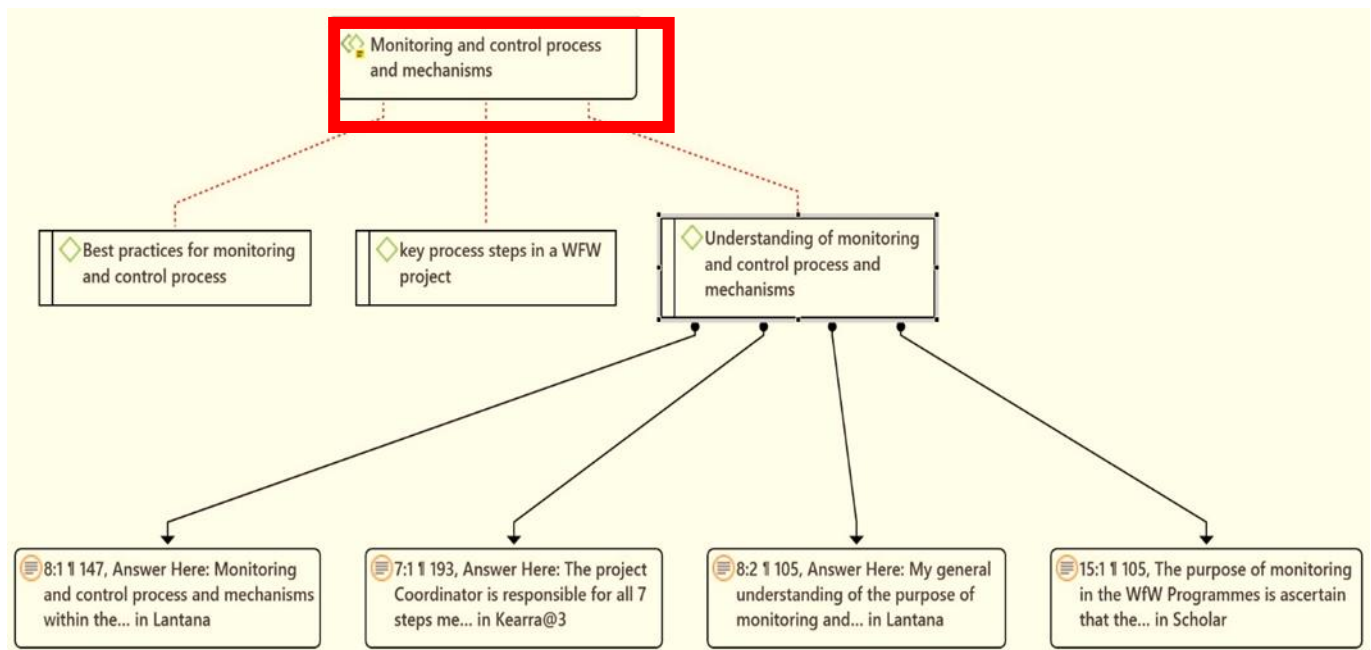 Monitoring and control process
and mechanisms
Best practices for monitoring
and control process
key process steps in a WFW
project
Understanding of monitoring
and control process and
mechanisms
8:1 ¶ 147, Answer Here: Monitoring
and control process and mechanisms
within the... in Lantana
7:1 ¶ 193, Answer Here: The project
Coordinator is responsible for all 7
steps me... in Kearra@3
8:2 ¶ 105, Answer Here: My general
understanding of the purpose of
monitoring and... in Lantana
15:1 ¶ 105, The purpose of monitoring
in the WfW Programmes is ascertain
that the... in Scholar